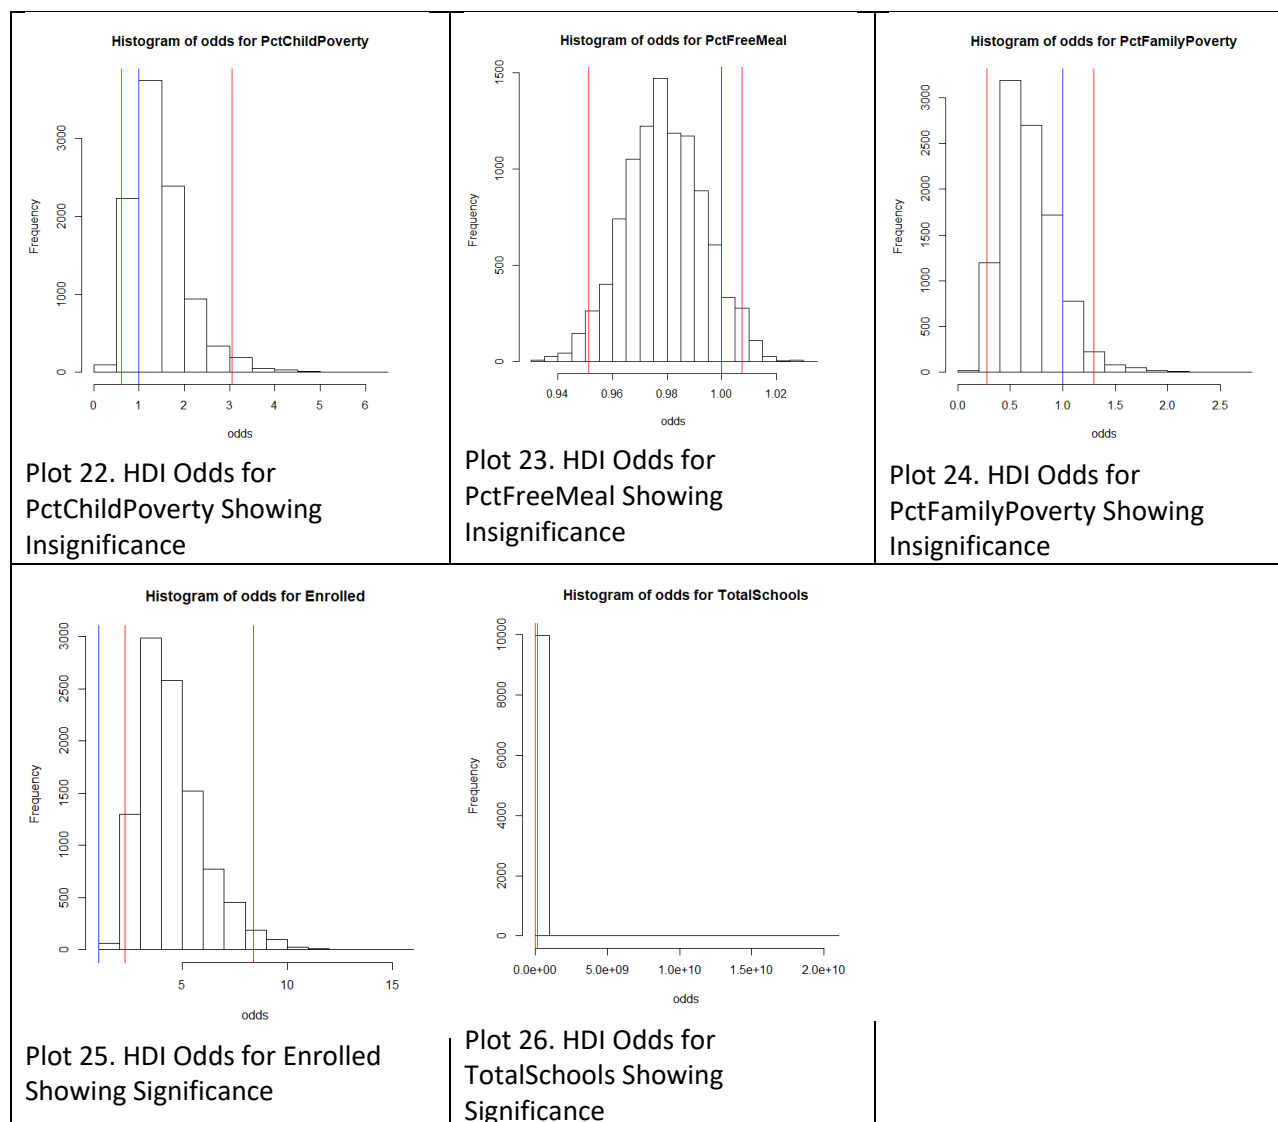 Histogram of odds for PctChildPoverty
Frequency
0
1000
2000
3000
0 1 2 3 4 5 6
odds
Plot 22. HDI Odds for
PctChildPoverty Showing
Insignificance
Histogram of odds for PctFreeMeal
Frequency
0
500
1000
1500
0.94 0.96 0.98 1.00 1.02
odds
Plot 23. HDI Odds for
PctFreeMeal Showing
Insignificance
Histogram of odds for PctFamilyPoverty
Frequency
0
500
1000
1500
2000
2500
3000
0.0 0.5 1.0 1.5 2.0 2.5
odds
Plot 24. HDI Odds for
PctFamilyPoverty Showing
Insignificance
Histogram of odds for Enrolled
Frequency
0
500
1000
1500
2000
2500
3000
5 10 15
odds
Plot 25. HDI Odds for Enrolled
Showing Significance
Histogram of odds for TotalSchools
Frequency
0
2000
4000
6000
8000
10000
0.0e+00 5.0e+09 1.0e+10 1.5e+10 2.0e+10
odds
Plot 26. HDI Odds for
TotalSchools Showing
Significance